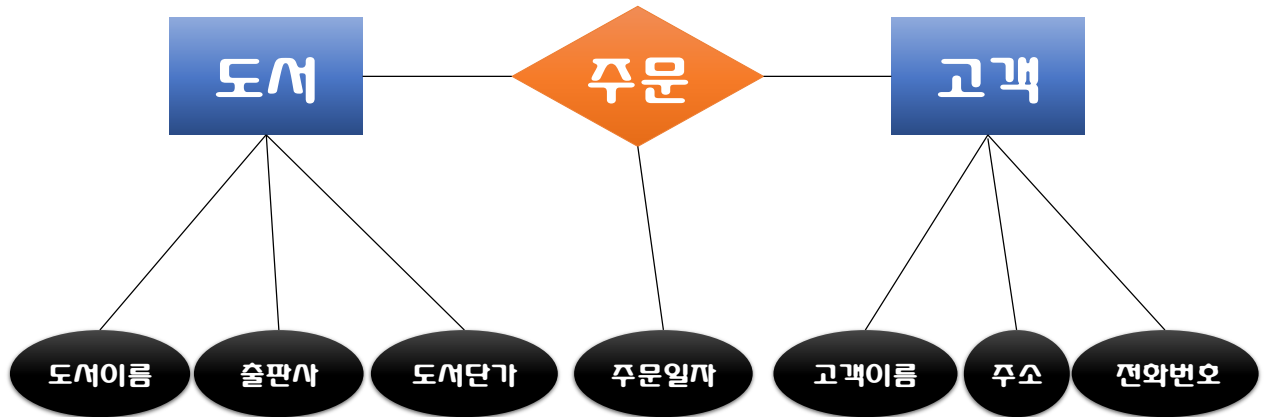 도서
주문
고객
도서이름
출판사
도서단가
주문일자
고객이름
주소
전화번호